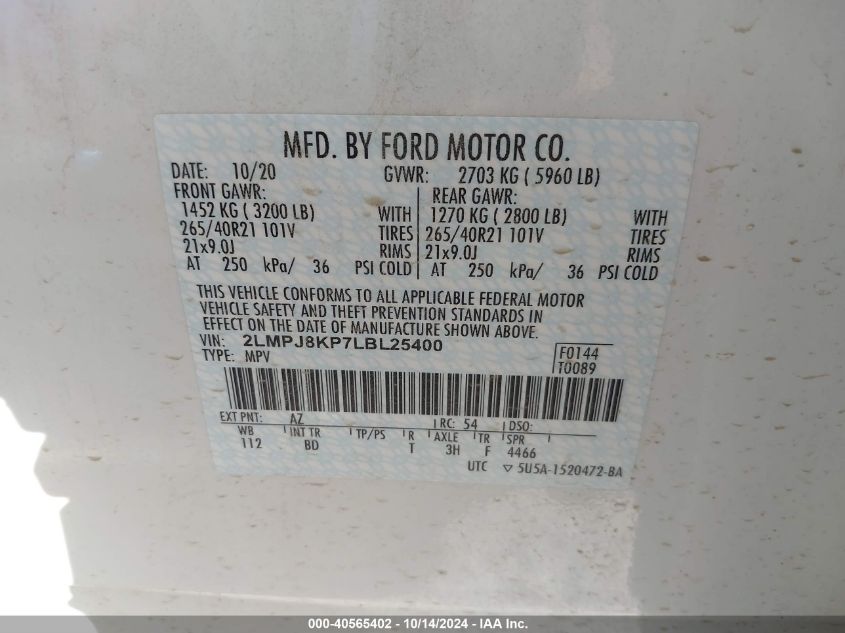 MFD. BY FORD MOTOR CO.
DATE: 10/20 GVWR: 2703 KG ( 5960 LB)
FRONT GAWR: REAR GAWR:
1452 KG ( 3200 LB) WITH 1270 KG ( 2800 LB) WITH
265/40R21 101V TIRES 265/40R21 101V TIRES
21x9.0J RIMS 21x9.0J RIMS
AT 250 kPa/ 36 PSI COLD AT 250 kPa/ 36 PSI COLD
THIS VEHICLE CONFORMS TO ALL APPLICABLE FEDERAL MOTOR
VEHICLE SAFETY AND THEFT PREVENTION STANDARDS IN
EFFECT ON THE DATE OF MANUFACTURE SHOWN ABOVE.
VIN: 2LMPJ8KP7LBL25400 F0144
TYPE: MPV T0089
EXT PNT: AZ RC: 54 DSO:
WB INT TR TP/PS R AXLE TR SPR
112 BD T 3H F 4466
UTC ▽ 5U5A-1520472-BA
000-40565402 - 10/14/2024 - IAA Inc.